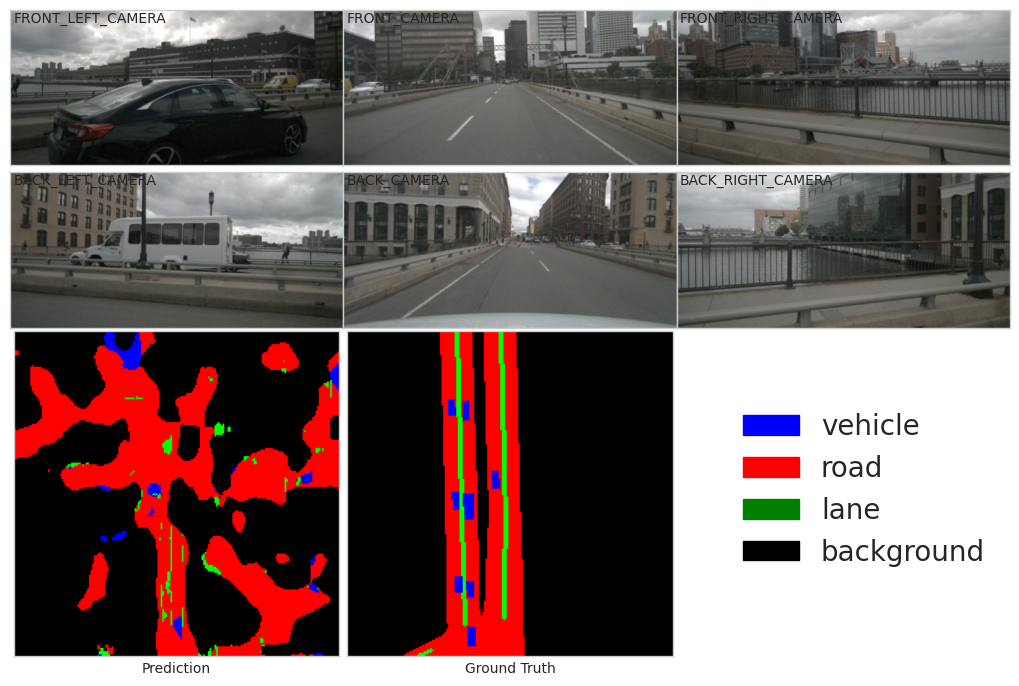 FRONT_LEFT_CAMERA
FRONT_CAMERA
FRONT_RIGHT_CAMERA
BACK_LEFT_CAMERA
BACK_CAMERA
BACK_RIGHT_CAMERA
vehicle
road
lane
background
Prediction
Ground Truth